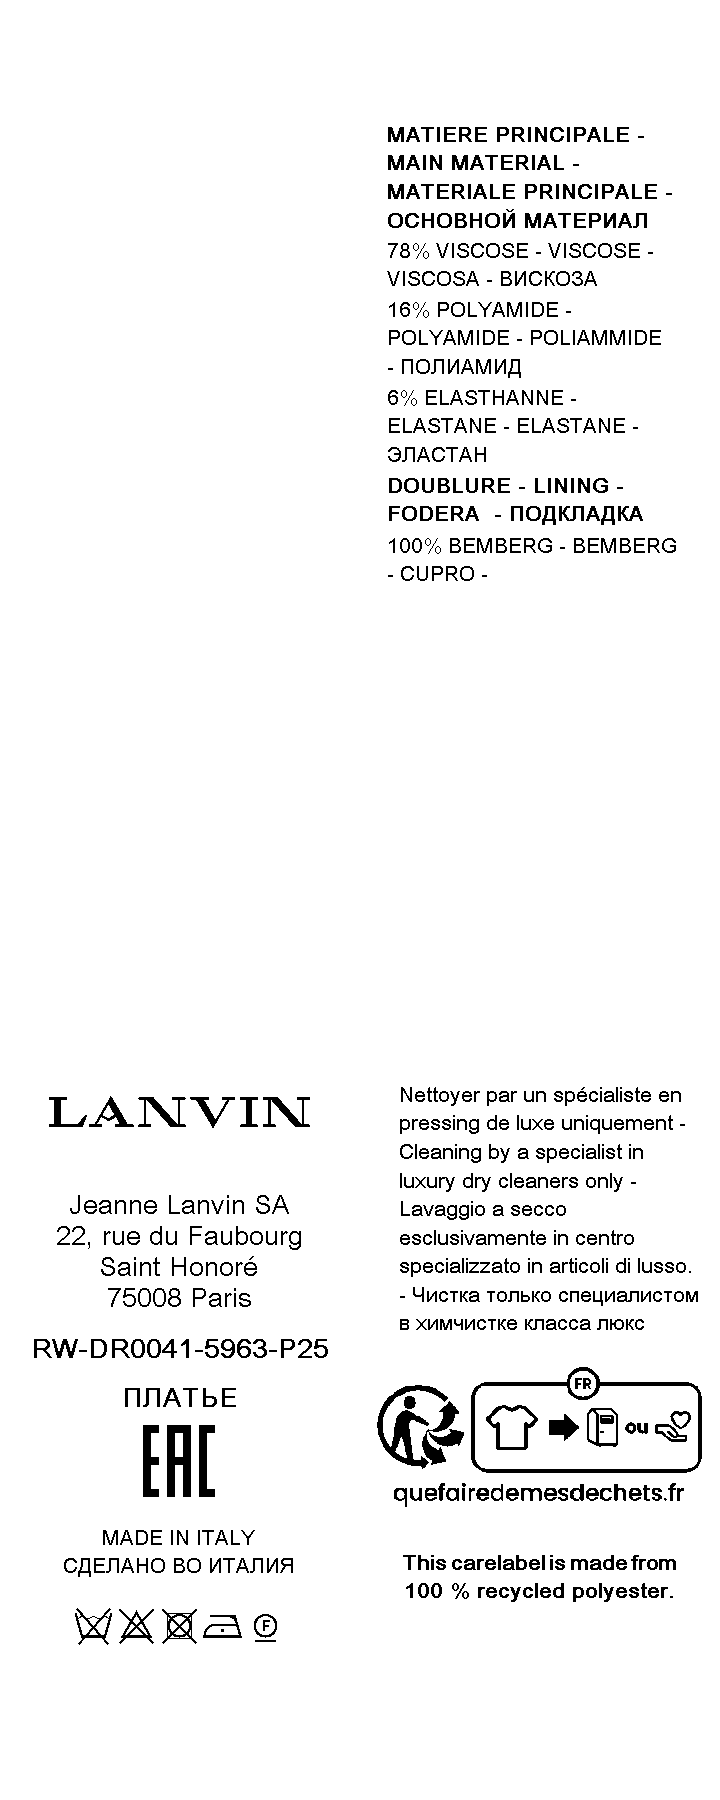 MATIERE PRINCIPALE -
MAIN MATERIAL -
MATERIALE PRINCIPALE -
ОСНОВНОЙ МАТЕРИАЛ
78% VISCOSE - VISCOSE -
VISCOSA - ВИСКОЗА
16% POLYAMIDE -
POLYAMIDE - POLIAMMIDE
- ПОЛИАМИД
6% ELASTHANNE -
ELASTANE - ELASTANE -
ЭЛАСТАН
DOUBLURE - LINING -
FODERA - ПОДКЛАДКА
100% BEMBERG - BEMBERG
- CUPRO -
LANVIN
Jeanne Lanvin SA
22, rue du Faubourg
Saint Honoré
75008 Paris
RW-DR0041-5963-P25
ПЛАТЬЕ
EAC
MADE IN ITALY
СДЕЛАНО ВО ИТАЛИЯ
F
Nettoyer par un spécialiste en
pressing de luxe uniquement -
Cleaning by a specialist in
luxury dry cleaners only -
Lavaggio a secco
esclusivamente in centro
specializzato in articoli di lusso.
- Чистка только специалистом
в химчистке класса люкс
FR
ou
quefairedemesdechets.fr
This carelabel is made from
100 % recycled polyester.